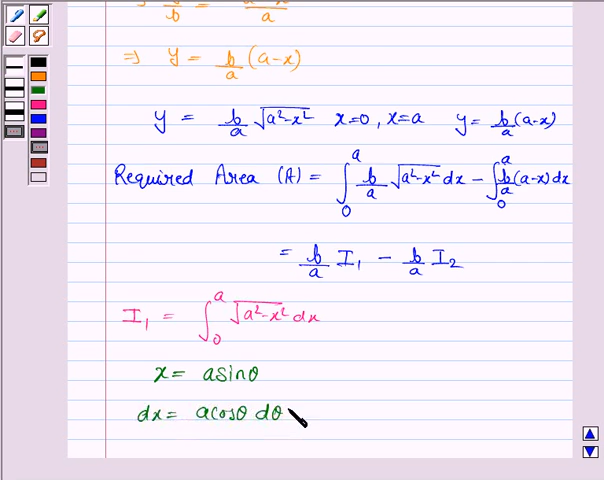 b a
⇒ y = b/a (a-x)
y = b/a √a²-x² x=0, x=a y = b/a (a-x)
Required Area (A) = ∫₀ᵃ b/a √a²-x² dx - ∫₀ᵃ b/a (a-x) dx
= b/a I₁ - b/a I₂
I₁ = ∫₀ᵃ √a²-x² dx
x = a sinθ
dx = a cosθ dθ